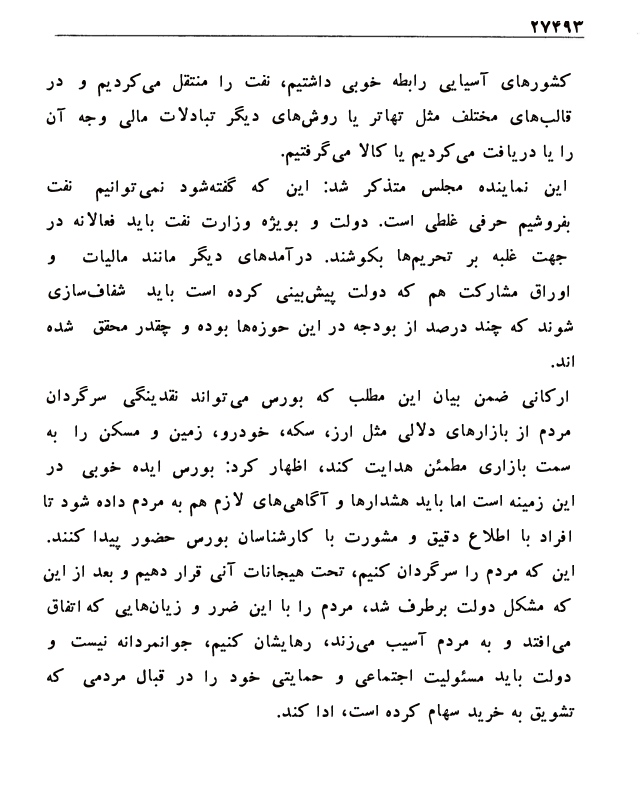 ۲۷۴۹۳
کشورهای آسیایی رابطه خوبی داشتیم، نفت را منتقل می‌کردیم و در
قالب‌های مختلف مثل تهاتر یا روش‌های دیگر تبادلات مالی وجه آن
را یا دریافت می‌کردیم یا کالا می‌گرفتیم.
این نماینده مجلس متذکر شد: این که گفته‌شود نمی‌توانیم نفت
بفروشیم حرفی غلطی است. دولت و بویژه وزارت نفت باید فعالانه در
جهت غلبه بر تحریم‌ها بکوشند. درآمدهای دیگر مانند مالیات و
اوراق مشارکت هم که دولت پیش‌بینی کرده است باید شفاف‌سازی
شوند که چند درصد از بودجه در این حوزه‌ها بوده و چقدر محقق شده
اند.
ارکانی ضمن بیان این مطلب که بورس می‌تواند نقدینگی سرگردان
مردم از بازارهای دلالی مثل ارز، سکه، خودرو، زمین و مسکن را به
سمت بازاری مطمئن هدایت کند، اظهار کرد: بورس ایده خوبی در
این زمینه است اما باید هشدارها و آگاهی‌های لازم هم به مردم داده شود تا
افراد با اطلاع دقیق و مشورت با کارشناسان بورس حضور پیدا کنند.
این که مردم را سرگردان کنیم، تحت هیجانات آنی قرار دهیم و بعد از این
که مشکل دولت برطرف شد، مردم را با این ضرر و زیان‌هایی که اتفاق
می‌افتد و به مردم آسیب می‌زند، رهایشان کنیم، جوانمردانه نیست و
دولت باید مسئولیت اجتماعی و حمایتی خود را در قبال مردمی که
تشویق به خرید سهام کرده است، ادا کند.